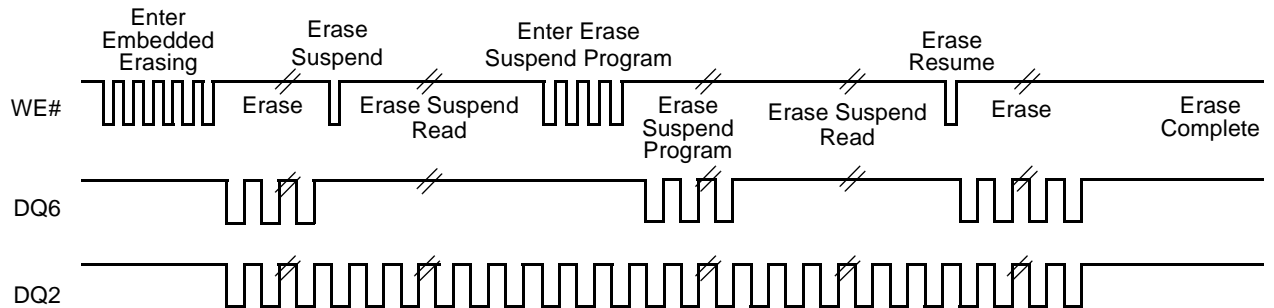 Enter
Embedded
Erasing
Erase
Suspend
Enter Erase
Suspend Program
Erase
Resume
WE#
Erase
Erase Suspend
Read
Erase
Suspend
Program
Erase Suspend
Read
Erase
Erase
Complete
DQ6
DQ2